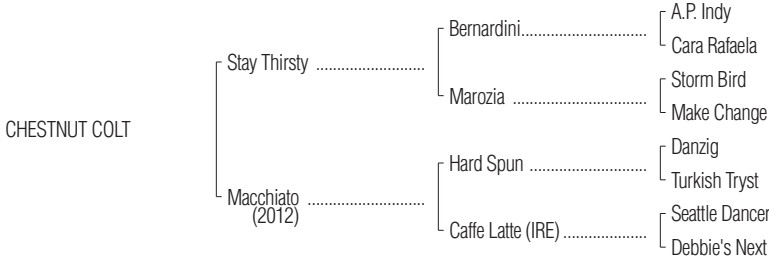 A.P. Indy
Bernardini..............................
Cara Rafaela
Stay Thirsty ..........................
Storm Bird
Marozia ................................
Make Change
CHESTNUT COLT
Danzig
Hard Spun ............................
Turkish Tryst
Macchiato ............................
(2012)
Seattle Dancer
Caffe Latte (IRE) ....................
Debbie's Next